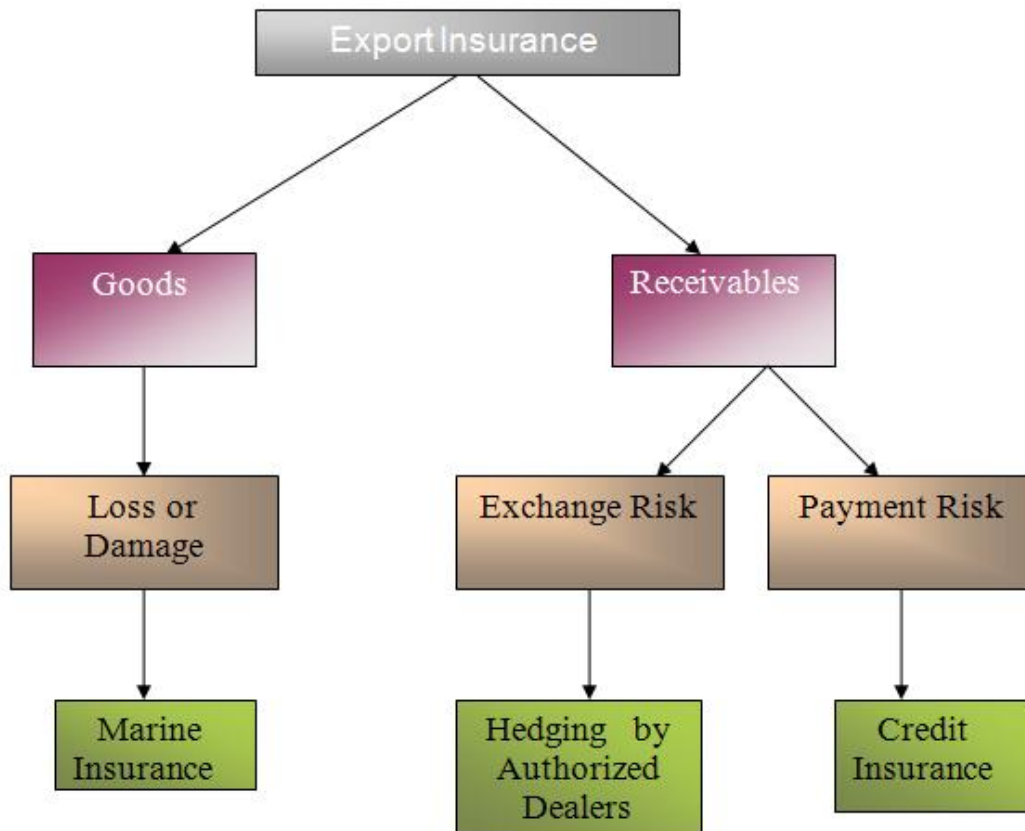 Export Insurance
Goods
Receivables
Loss or
Damage
Exchange Risk
Payment Risk
Marine
Insurance
Hedging by
Authorized
Dealers
Credit
Insurance